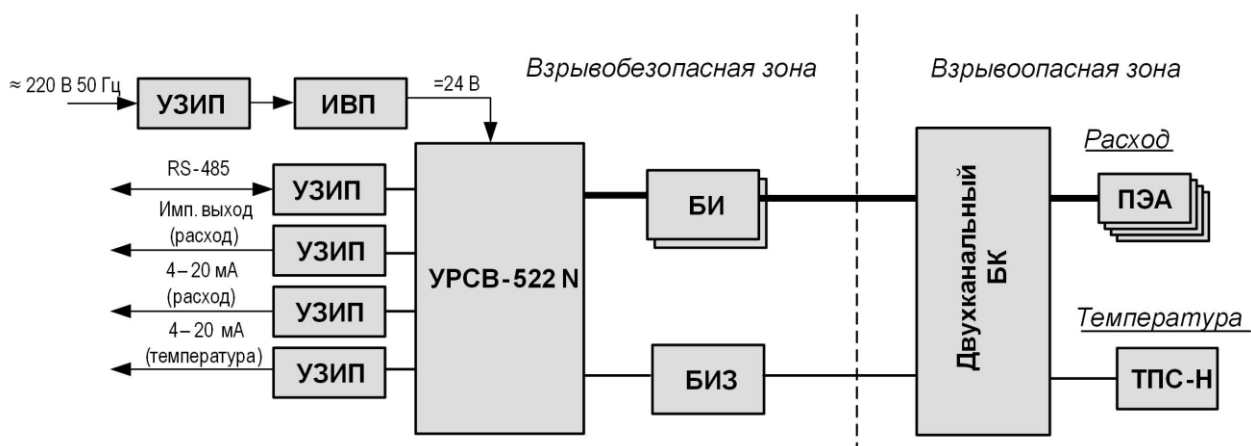 Взрывобезопасная зона
Взрывоопасная зона
≈ 220 В 50 Гц
УЗИП
ИВП
=24 В
RS-485
УЗИП
Имп. выход
(расход)
УЗИП
4–20 мА
(расход)
УЗИП
4–20 мА
(температура)
УЗИП
УРСВ-522 N
БИ
БИЗ
Двухканальный
БК
Расход
ПЭА
Температура
ТПС-Н